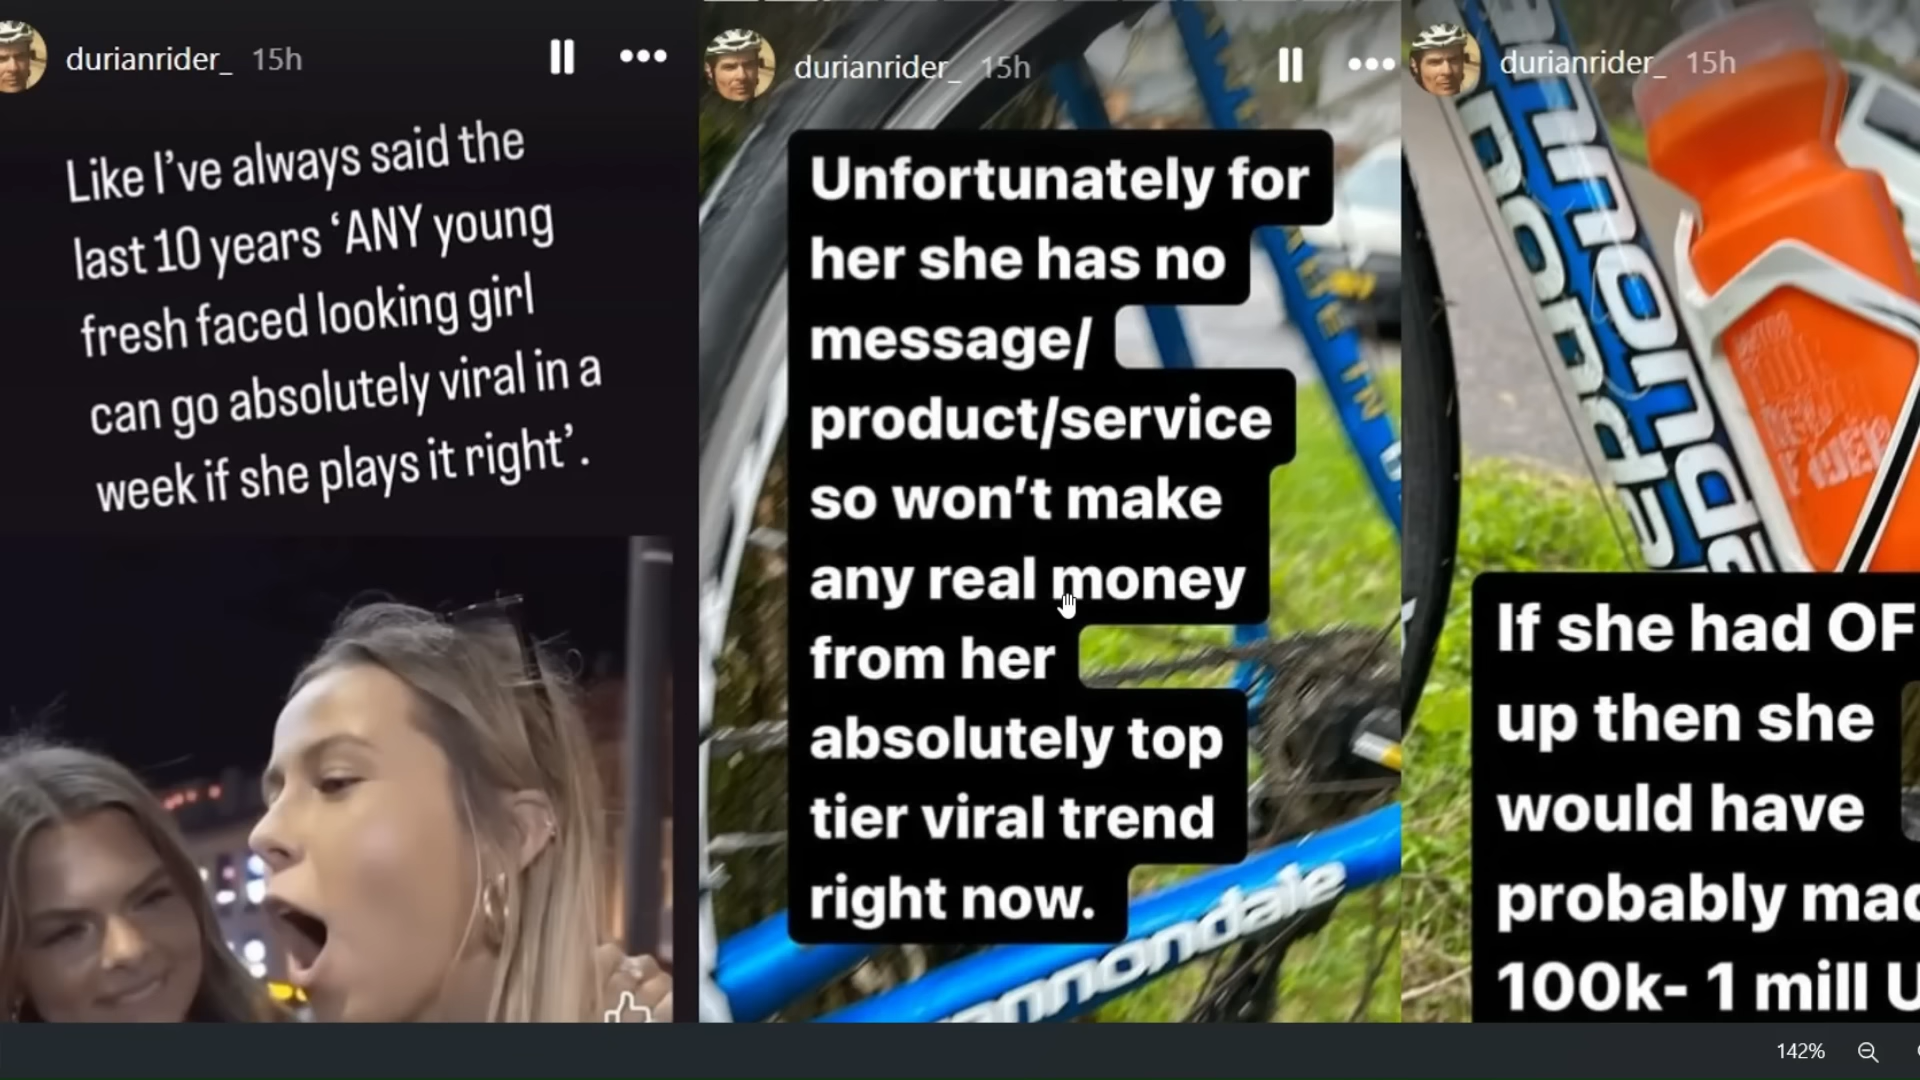 durianrider_ 15h
Like I've always said the
last 10 years 'ANY young
fresh faced looking girl
can go absolutely viral in a
week if she plays it right'.
durianrider_ 15h
Unfortunately for
her she has no
message/
product/service
so won't make
any real money
from her
absolutely top
tier viral trend
right now.
cannondale
durianrider_ 15h
If she had OF
up then she
would have
probably mad
100k- 1 mill U
142%